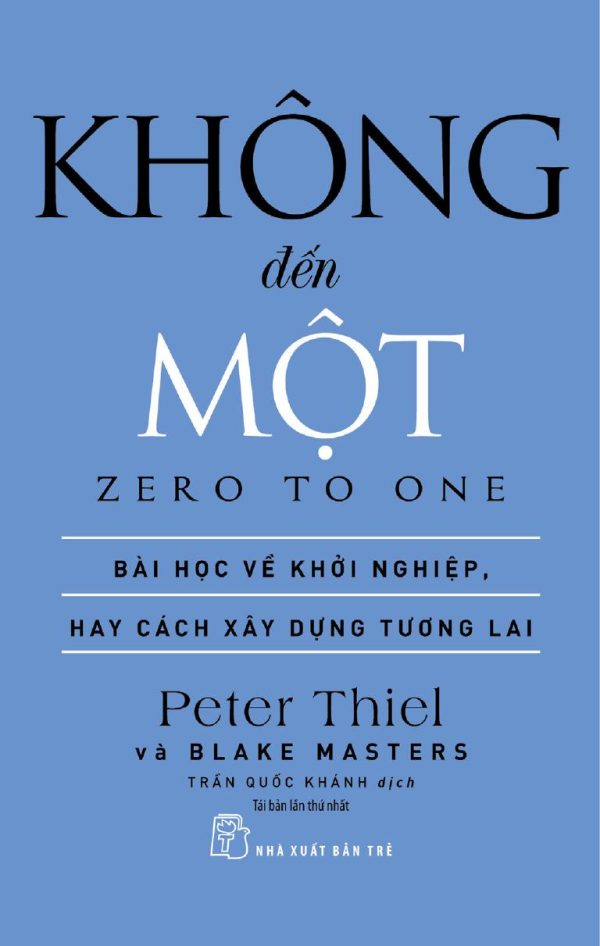 KHÔNG
đến
MỘT
ZERO TO ONE
BÀI HỌC VỀ KHỞI NGHIỆP,
HAY CÁCH XÂY DỰNG TƯƠNG LAI
Peter Thiel
và BLAKE MASTERS
TRẦN QUỐC KHÁNH dịch
Tái bản lần thứ nhất
T
NHÀ XUẤT BẢN TRẺ